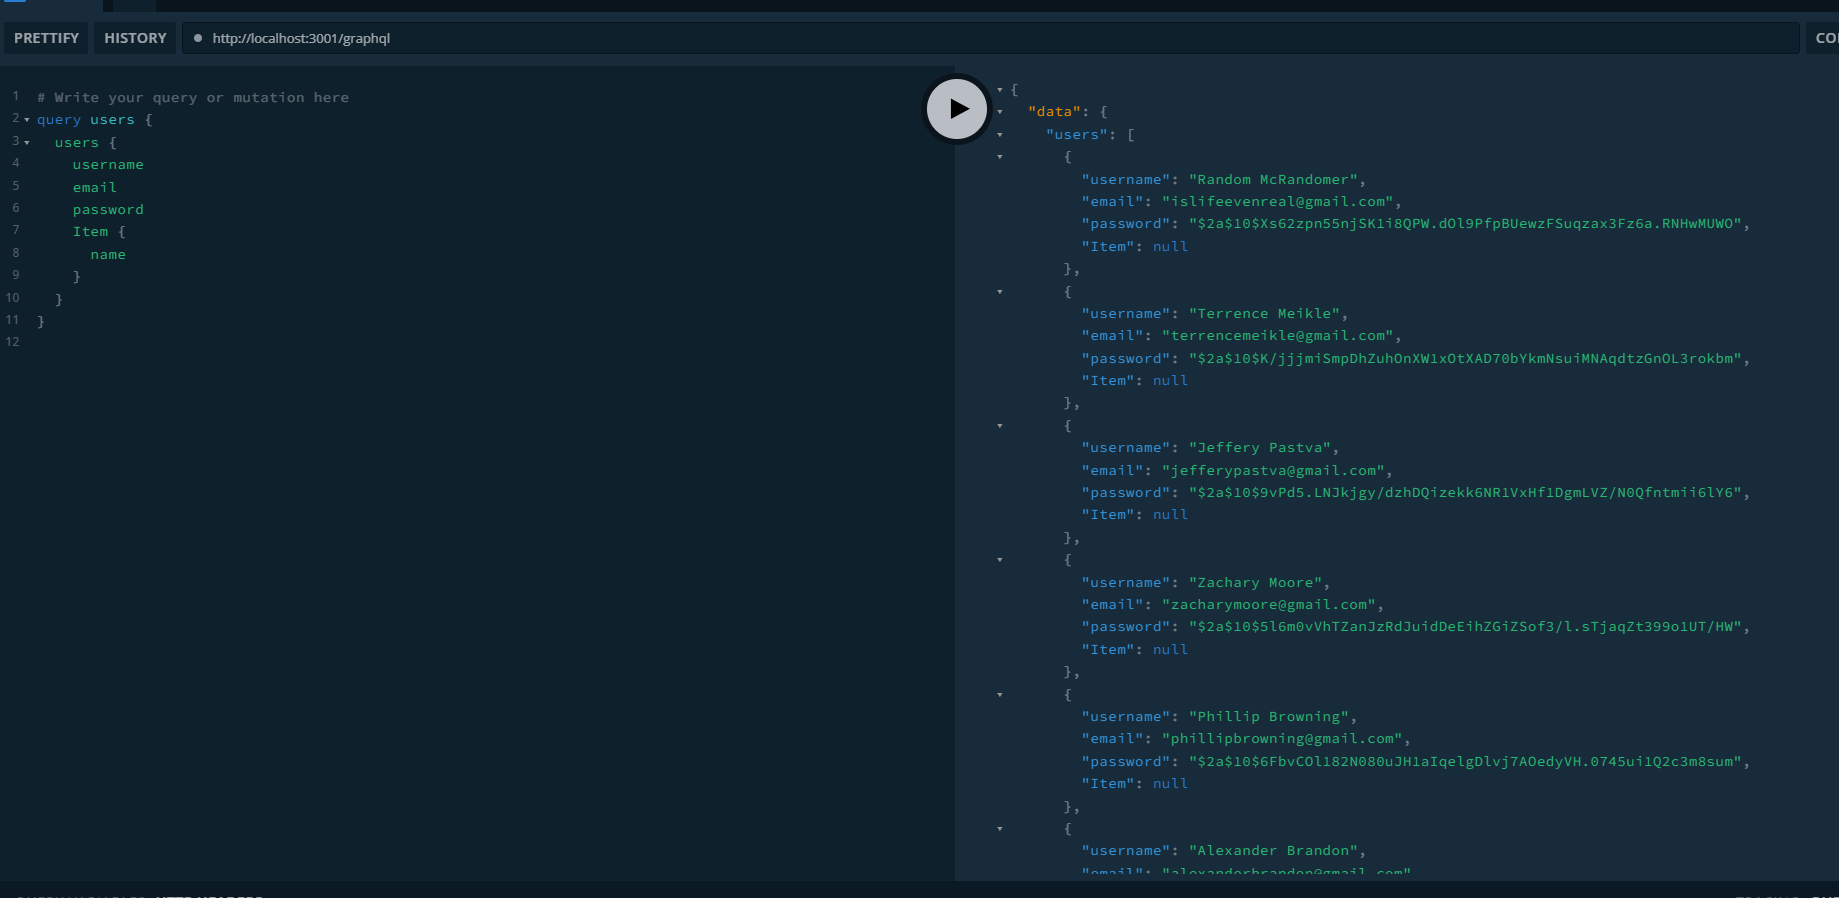 PRETTIFY HISTORY http://localhost:3001/graphql
1 # Write your query or mutation here
2 query users {
3 users {
4 username
5 email
6 password
7 Item {
8 name
9 }
10 }
11 }
12
{
"data": {
"users": [
{
"username": "Random McRandomer",
"email": "islifeevenreal@gmail.com",
"password": "$2a$10$Xs62zpn55njSK1i8QPW.dOl9PfpBUewzFSuqzax3Fz6a.RNHwMUWO",
"Item": null
},
{
"username": "Terrence Meikle",
"email": "terrencemeikle@gmail.com",
"password": "$2a$10$K/jjjmiSmpDhZuhOnXW1xOtXAD70bYkmNsuiMNAqdtzGnOL3rokbm",
"Item": null
},
{
"username": "Jeffery Pastva",
"email": "jefferypastva@gmail.com",
"password": "$2a$10$9vPd5.LNJkjgy/dzhDQizekk6NR1VxHf1DgmLVZ/N0Qfntmii6lY6",
"Item": null
},
{
"username": "Zachary Moore",
"email": "zacharymoore@gmail.com",
"password": "$2a$10$5l6m0vVhTZanJzRdJuidDeEihZGiZSof3/l.sTjaqZt399o1UT/HW",
"Item": null
},
{
"username": "Phillip Browning",
"email": "phillipbrowning@gmail.com",
"password": "$2a$10$6FbvCOl182N080uJH1aIqelgDlvj7AOedyVH.0745ui1Q2c3m8sum",
"Item": null
},
{
"username": "Alexander Brandon",
"email": "alexanderbrandon@gmail.com"